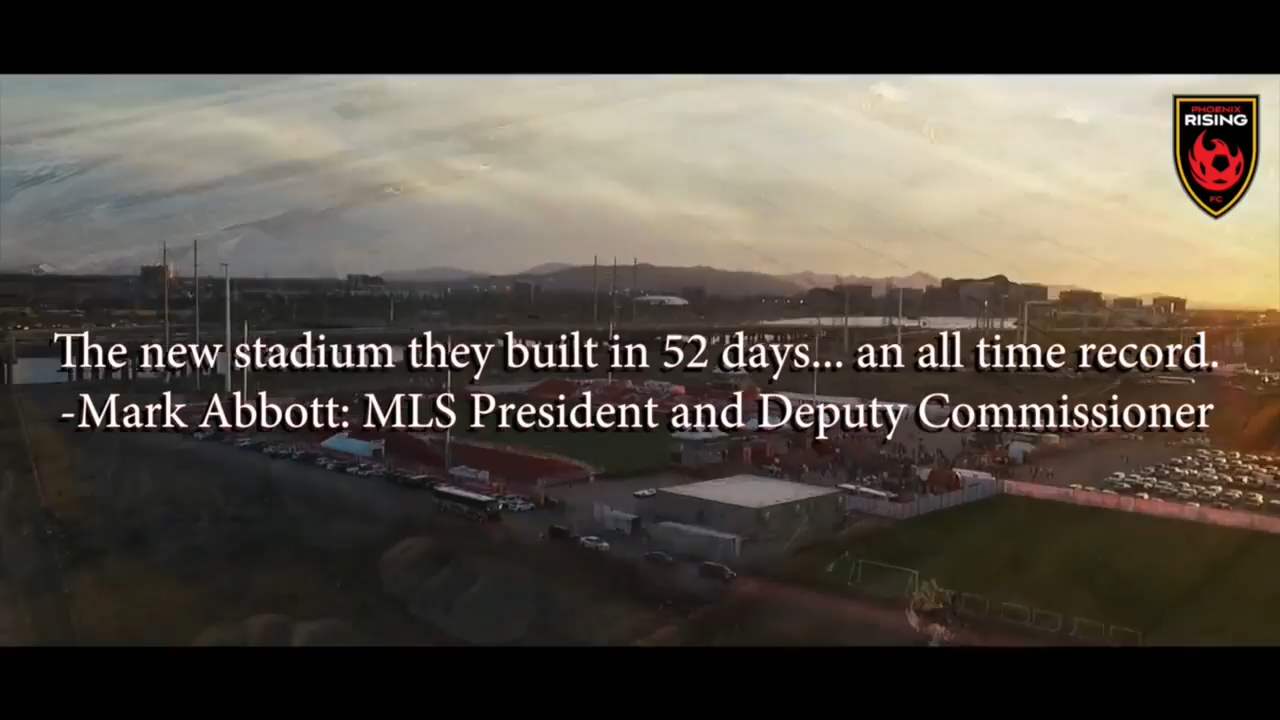 PHOENIX
RISING
FC
The new stadium they built in 52 days... an all time record.
-Mark Abbott: MLS President and Deputy Commissioner